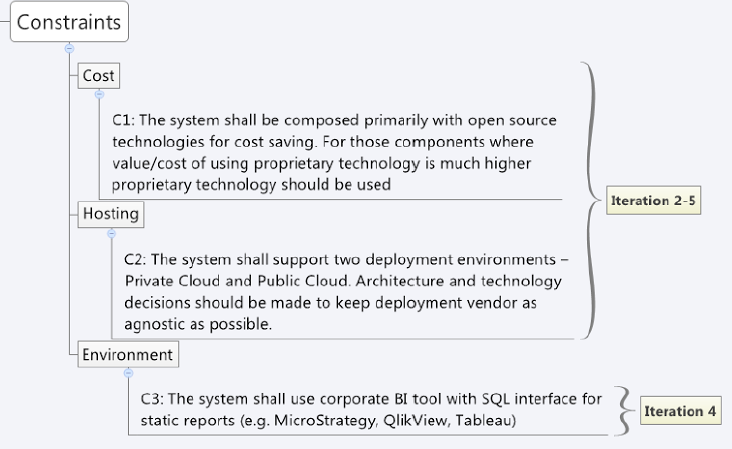 Constraints
Cost
C1: The system shall be composed primarily with open source
technologies for cost saving. For those components where
value/cost of using proprietary technology is much higher
proprietary technology should be used
Iteration 2-5
Hosting
C2: The system shall support two deployment environments –
Private Cloud and Public Cloud. Architecture and technology
decisions should be made to keep deployment vendor as
agnostic as possible.
Environment
C3: The system shall use corporate BI tool with SQL interface for
static reports (e.g. MicroStrategy, QlikView, Tableau)
Iteration 4